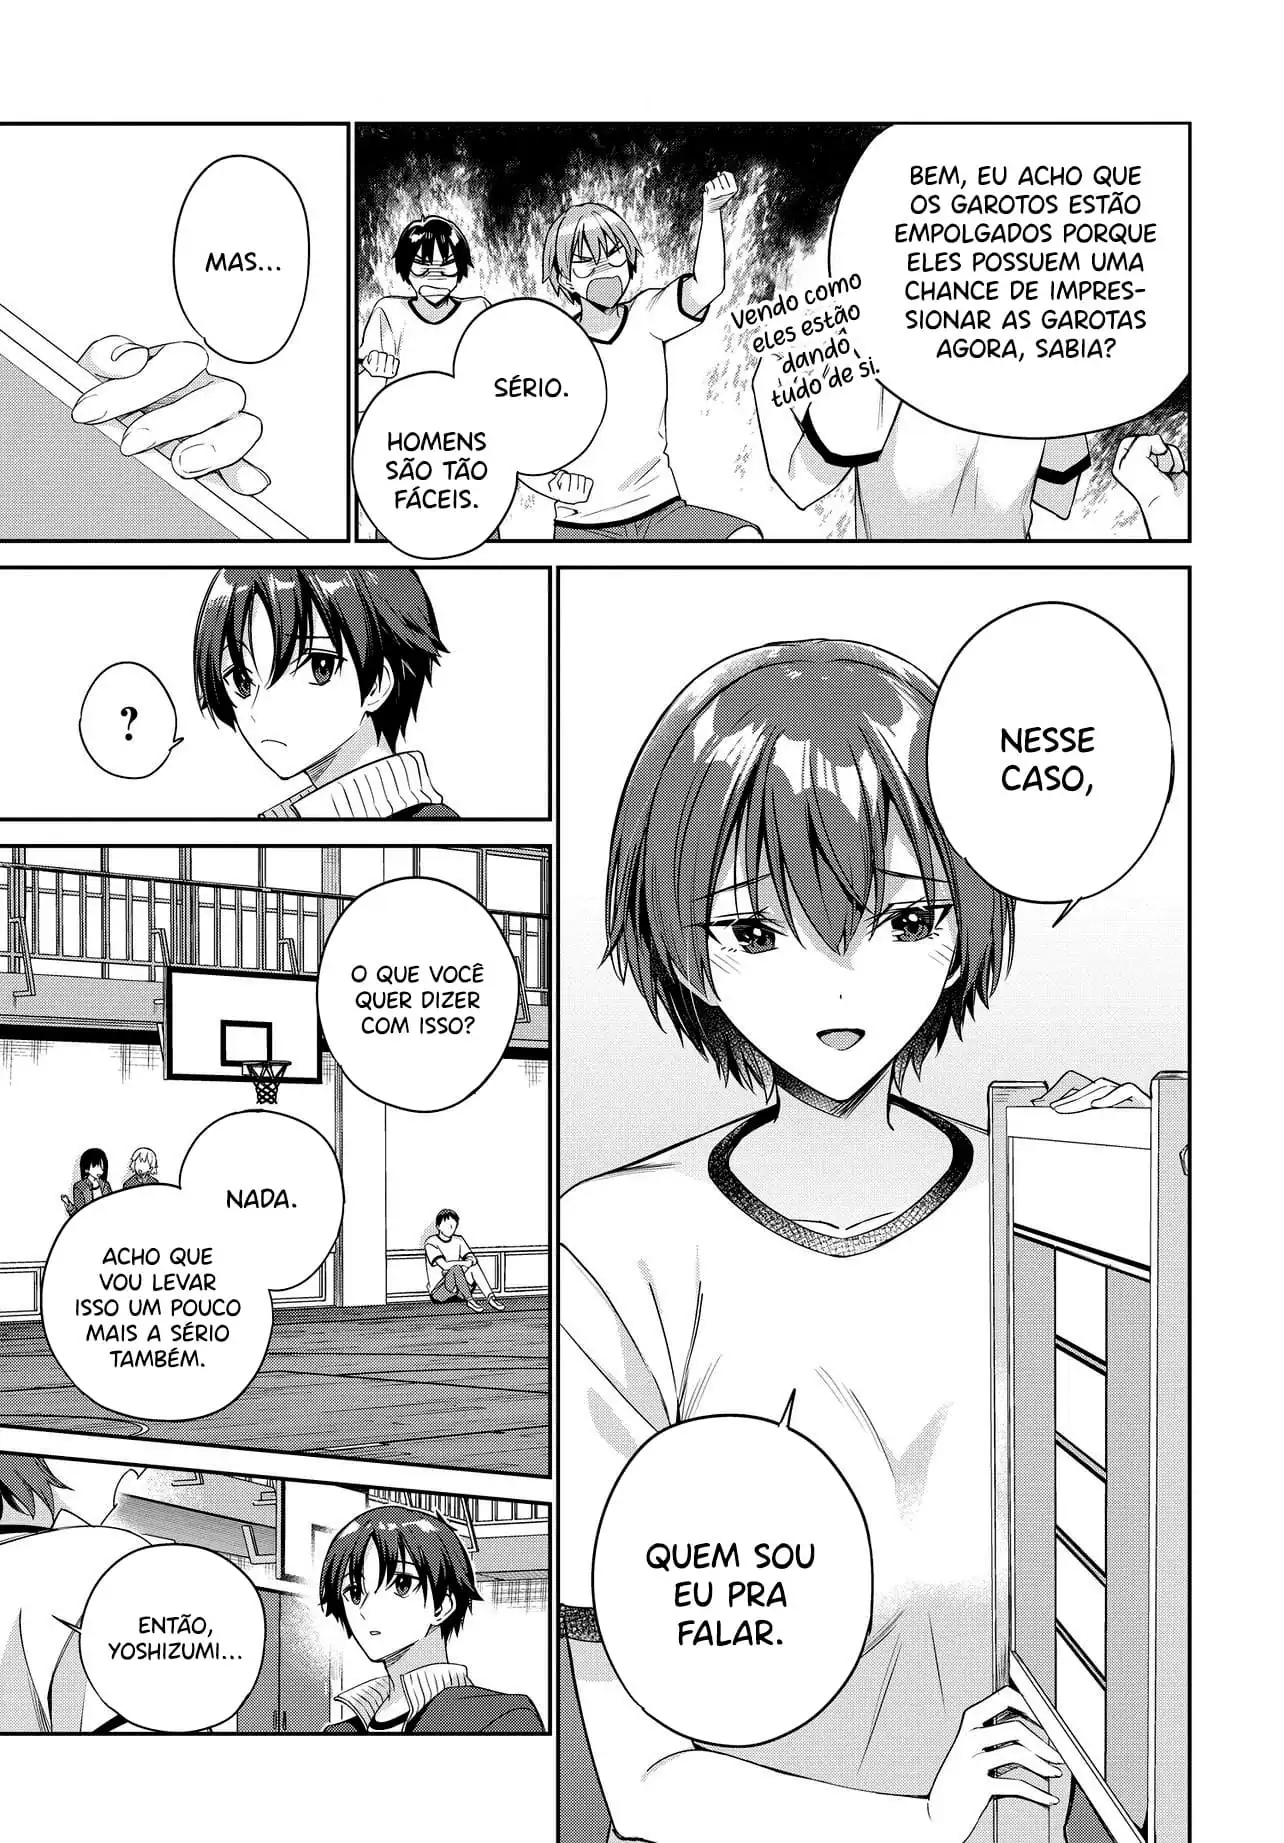 BEM, EU ACHO QUE
OS GAROTOS ESTÃO
EMPOLGADOS PORQUE
ELES POSSUEM UMA
CHANCE DE IMPRES-
SIONAR AS GAROTAS
AGORA, SABIA?
Vendo como
eles estão
dando
tudo de si.
SÉRIO.
HOMENS
SÃO TÃO
FÁCEIS.
MAS...
NESSE
CASO,
QUEM SOU
EU PRA
FALAR.
?
O QUE VOCÊ
QUER DIZER
COM ISSO?
NADA.
ACHO QUE
VOU LEVAR
ISSO UM POUCO
MAIS A SÉRIO
TAMBÉM.
ENTÃO,
YOSHIZUMI...